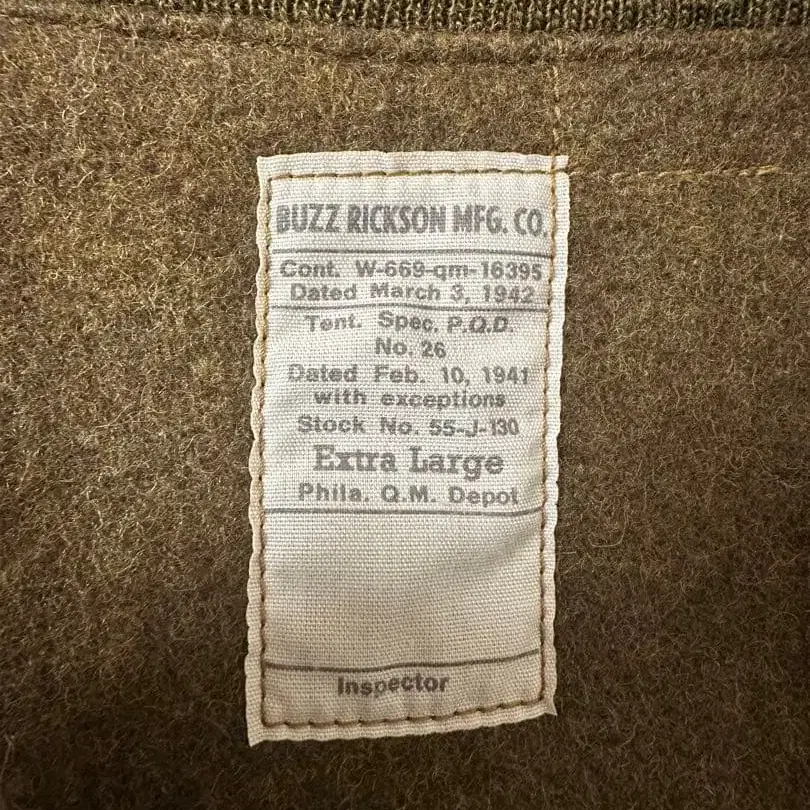 BUZZ RICKSON MFG. CO.
Cont. W-669-qm-16395
Dated March 3, 1942
Tent. Spec. P.Q.D.
No. 26
Dated Feb. 10, 1941
with exceptions
Stock No. 55-J-130
Extra Large
Phila. Q.M. Depot
Inspector